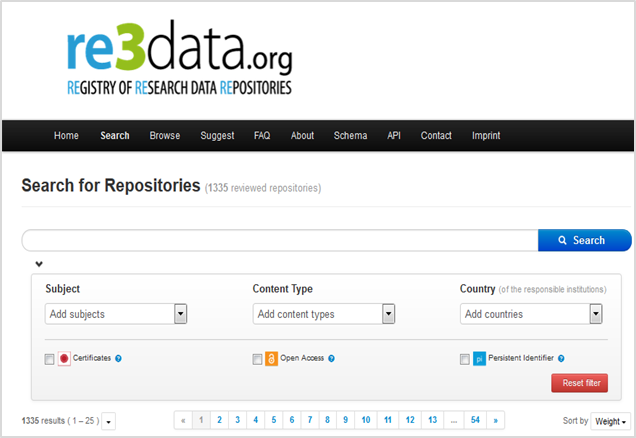 re3data.org
REGISTRY OF RESEARCH DATA REPOSITORIES
Home Search Browse Suggest FAQ About Schema API Contact Imprint
Search for Repositories (1335 reviewed repositories)
Search
Subject Content Type Country (of the responsible institutions)
Add subjects Add content types Add countries
Certificates ? Open Access ? pi Persistent Identifier ?
Reset filter
1335 results ( 1 – 25 ) « 1 2 3 4 5 6 7 8 9 10 11 12 13 ... 54 » Sort by Weight